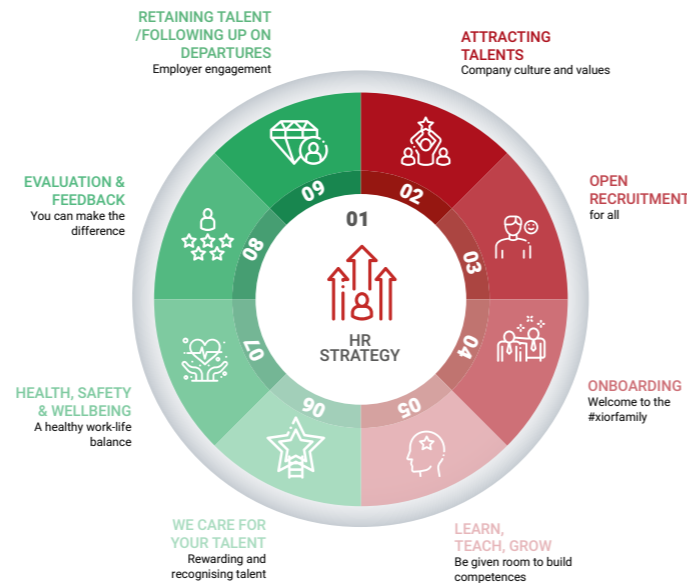 RETAINING TALENT
/FOLLOWING UP ON
DEPARTURES
Employer engagement
ATTRACTING
TALENTS
Company culture and values
EVALUATION &
FEEDBACK
You can make the
difference
OPEN
RECRUITMENT
for all
09
02
08
03
07
04
06
05
01
HR
STRATEGY
HEALTH, SAFETY
& WELLBEING
A healthy work-life
balance
ONBOARDING
Welcome to the
#xiorfamily
WE CARE FOR
YOUR TALENT
Rewarding and
recognising talent
LEARN,
TEACH, GROW
Be given room to build
competences